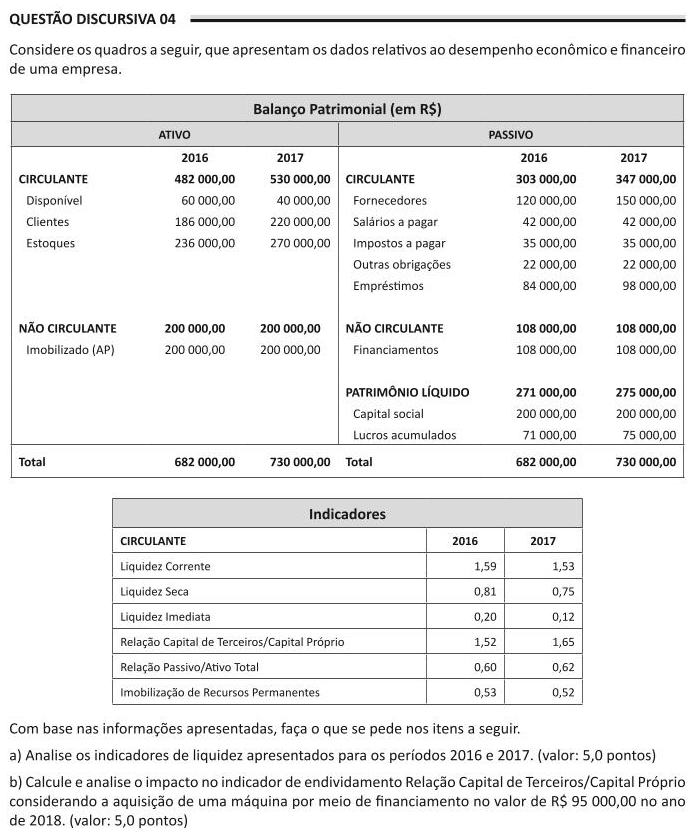 QUESTÃO DISCURSIVA 04
Considere os quadros a seguir, que apresentam os dados relativos ao desempenho econômico e financeiro
de uma empresa.
Balanço Patrimonial (em R$)
ATIVO PASSIVO
2016 2017 2016 2017
CIRCULANTE 482 000,00 530 000,00 CIRCULANTE 303 000,00 347 000,00
Disponível 60 000,00 40 000,00 Fornecedores 120 000,00 150 000,00
Clientes 186 000,00 220 000,00 Salários a pagar 42 000,00 42 000,00
Estoques 236 000,00 270 000,00 Impostos a pagar 35 000,00 35 000,00
Outras obrigações 22 000,00 22 000,00
Empréstimos 84 000,00 98 000,00
NÃO CIRCULANTE 200 000,00 200 000,00 NÃO CIRCULANTE 108 000,00 108 000,00
Imobilizado (AP) 200 000,00 200 000,00 Financiamentos 108 000,00 108 000,00
PATRIMÔNIO LÍQUIDO 271 000,00 275 000,00
Capital social 200 000,00 200 000,00
Lucros acumulados 71 000,00 75 000,00
Total 682 000,00 730 000,00 Total 682 000,00 730 000,00
Indicadores
CIRCULANTE 2016 2017
Liquidez Corrente 1,59 1,53
Liquidez Seca 0,81 0,75
Liquidez Imediata 0,20 0,12
Relação Capital de Terceiros/Capital Próprio 1,52 1,65
Relação Passivo/Ativo Total 0,60 0,62
Imobilização de Recursos Permanentes 0,53 0,52
Com base nas informações apresentadas, faça o que se pede nos itens a seguir.
a) Analise os indicadores de liquidez apresentados para os períodos 2016 e 2017. (valor: 5,0 pontos)
b) Calcule e analise o impacto no indicador de endividamento Relação Capital de Terceiros/Capital Próprio
considerando a aquisição de uma máquina por meio de financiamento no valor de R$ 95 000,00 no ano
de 2018. (valor: 5,0 pontos)